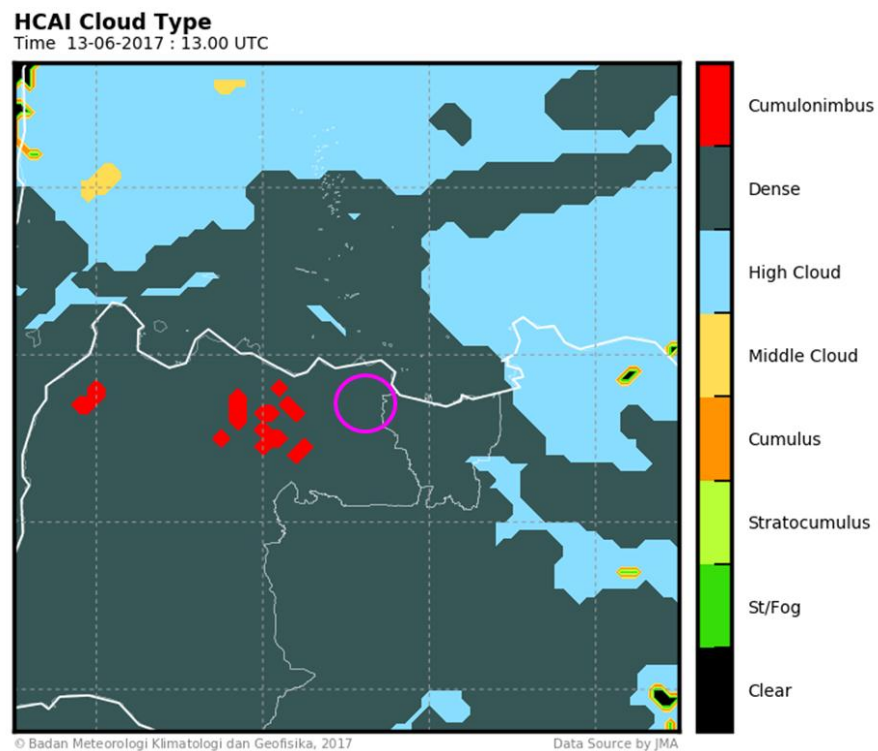 HCAI Cloud Type
Time  13-06-2017 : 13.00 UTC
Cumulonimbus
Dense
High Cloud
Middle Cloud
Cumulus
Stratocumulus
St/Fog
Clear
© Badan Meteorologi Klimatologi dan Geofisika, 2017
Data Source by JMA